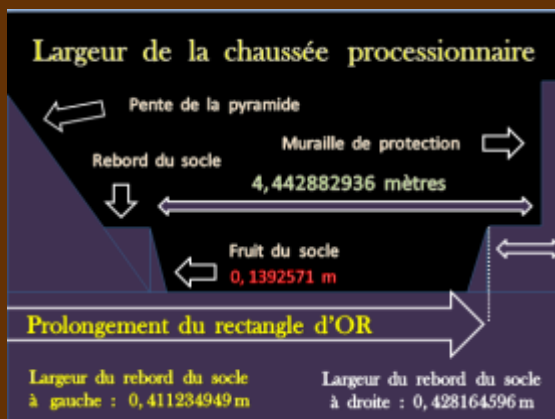 Largeur de la chaussée processionnaire
Pente de la pyramide
Muraille de protection
Rebord du socle
4,442882936 mètres
Fruit du socle
0,1392571 m
Prolongement du rectangle d'OR
Largeur du rebord du socle
à gauche : 0,411234949 m
Largeur du rebord du socle
à droite : 0,428164596 m